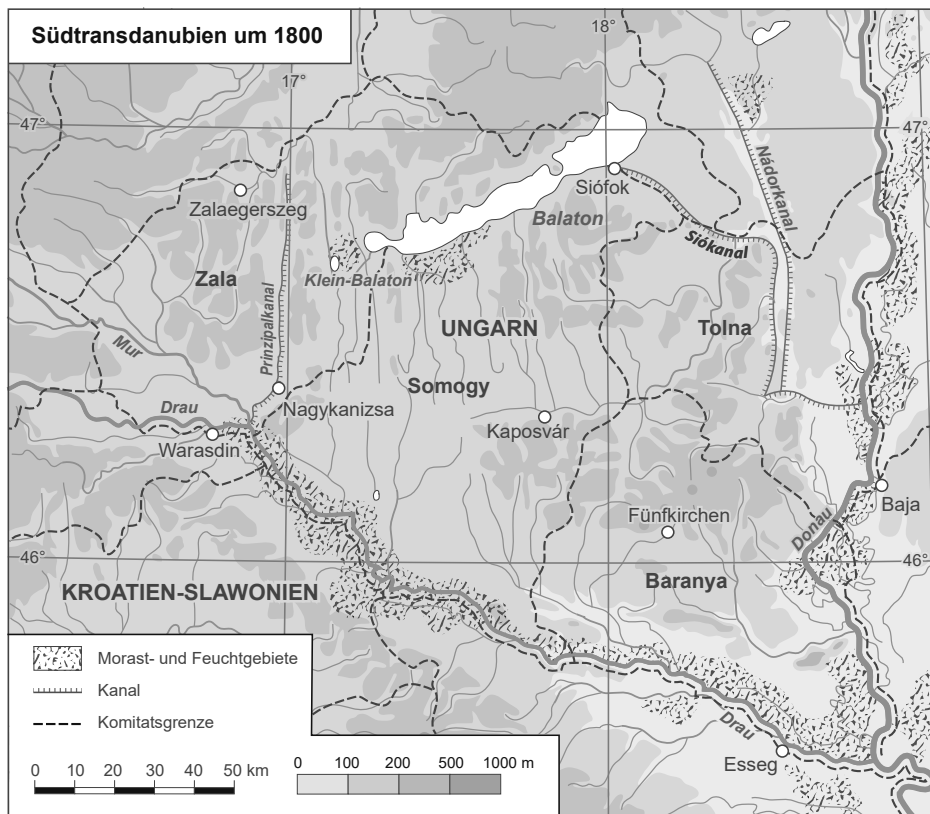 Südtransdanubien um 1800
18°
17°
47°
47°
Nádorkanal
Zalaegerszeg
Siófok
Balaton
Siókanal
Zala
Klein-Balaton
Prinzipalkanal
UNGARN
Tolna
Mur
Somogy
Drau
Nagykanizsa
Kaposvár
Warasdin
Baja
Fünfkirchen
Donau
46°
46°
KROATIEN-SLAWONIEN
Baranya
Morast- und Feuchtgebiete
Kanal
Komitatsgrenze
Drau
Esseg
0 10 20 30 40 50 km
0 100 200 500 1000 m